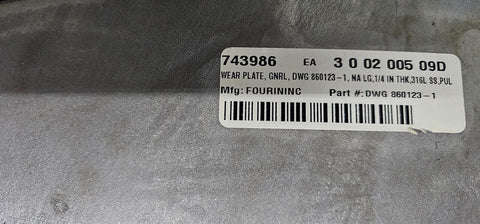 743986 EA 3 0 02 005 09D
WEAR PLATE, GNRL, DWG 860123-1, NA LG,1/4 IN THK,316L SS,PUL
Mfg: FOURININC Part #: DWG 860123-1